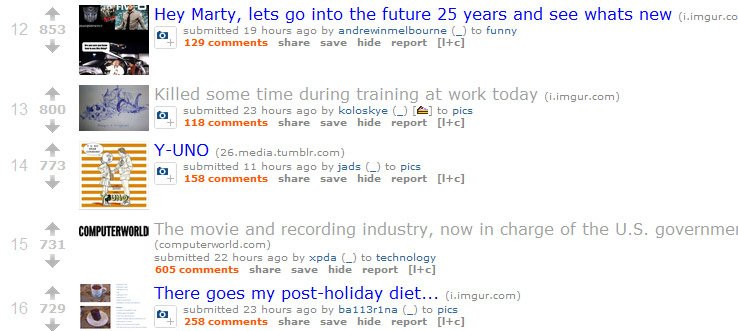 12 853 Hey Marty, lets go into the future 25 years and see whats new (i.imgur.co
submitted 19 hours ago by andrewinmelbourne (_) to funny
129 comments share save hide report [l+c]
13 800 Killed some time during training at work today (i.imgur.com)
submitted 23 hours ago by koloskye (_) [] to pics
118 comments share save hide report [l+c]
14 773 Y-UNO (26.media.tumblr.com)
submitted 11 hours ago by jads (_) to pics
158 comments share save hide report [l+c]
COMPUTERWORLD
15 731 The movie and recording industry, now in charge of the U.S. governme
(computerworld.com)
submitted 22 hours ago by xpda (_) to technology
605 comments share save hide report [l+c]
16 729 There goes my post-holiday diet... (i.imgur.com)
submitted 23 hours ago by ba113r1na (_) to pics
258 comments share save hide report [l+c]